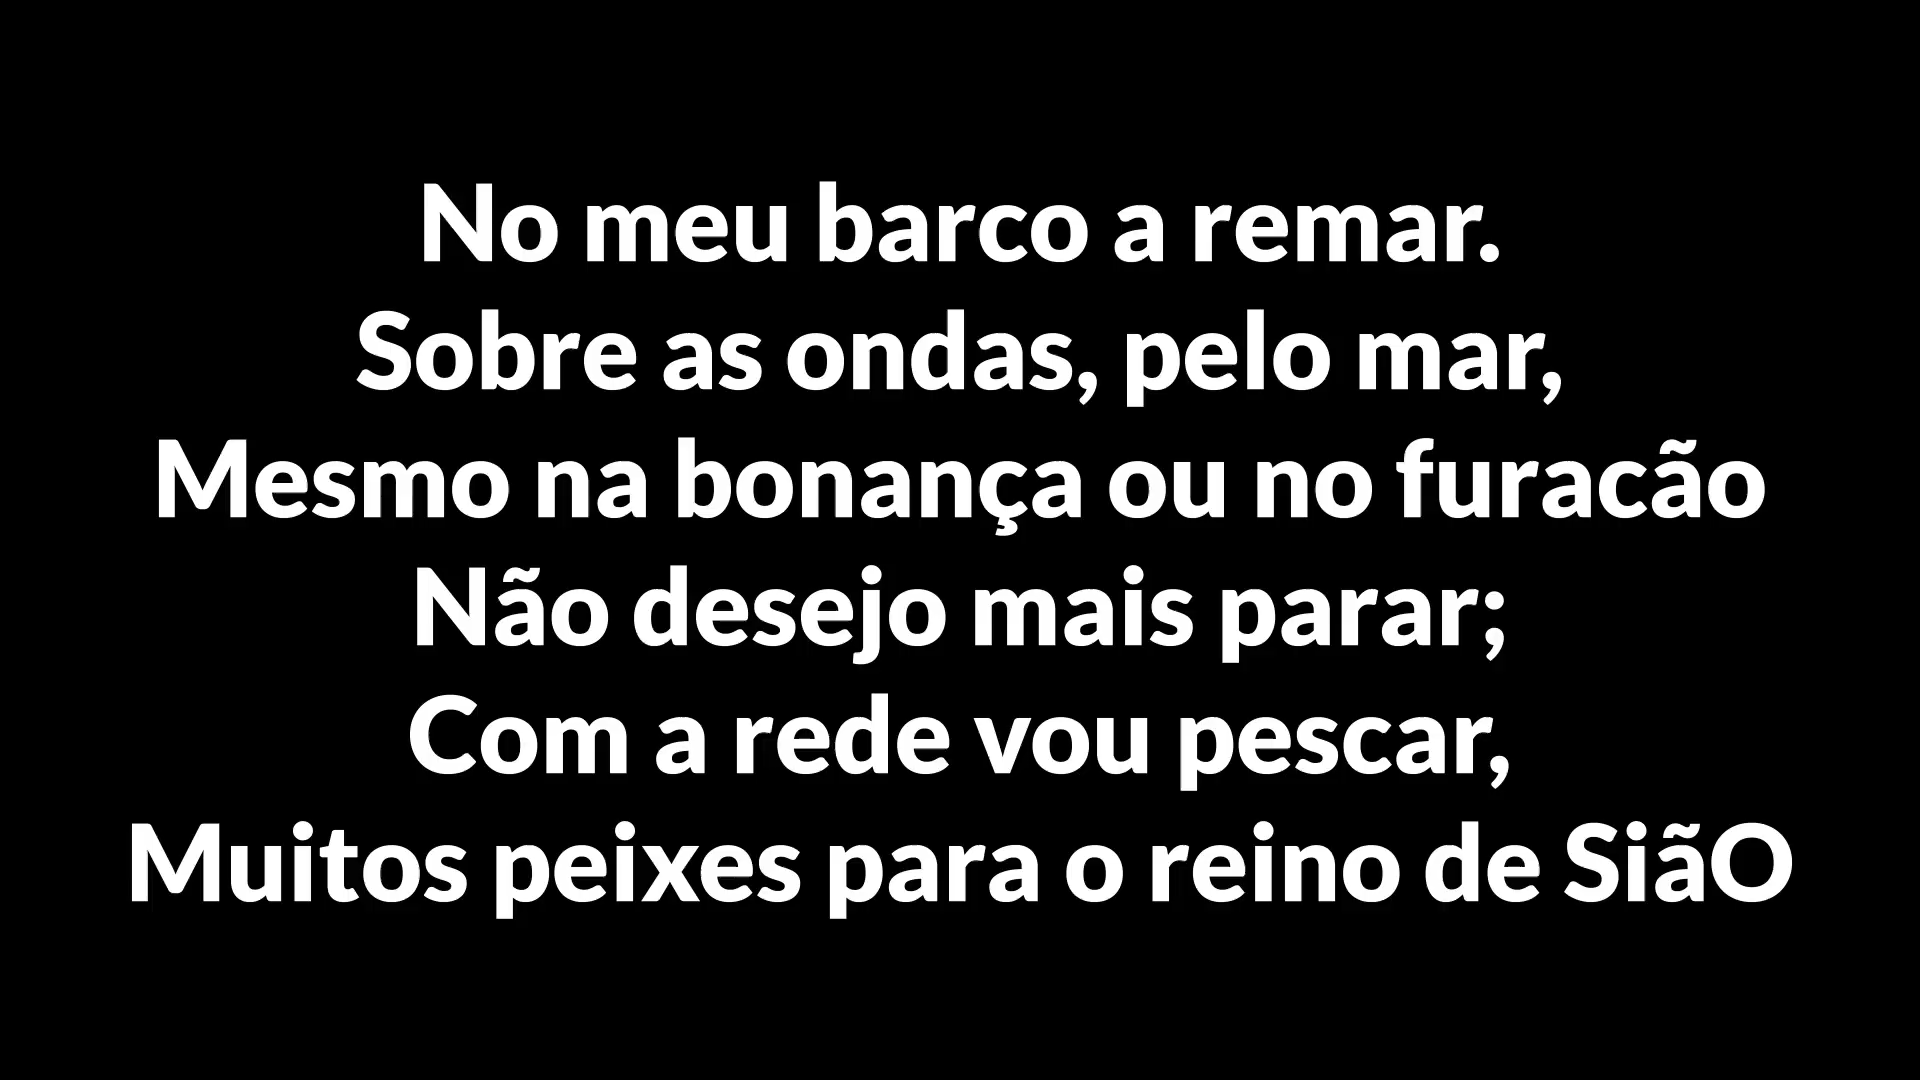 No meu barco a remar.
Sobre as ondas, pelo mar,
Mesmo na bonança ou no furacão
Não desejo mais parar;
Com a rede vou pescar,
Muitos peixes para o reino de SiãO